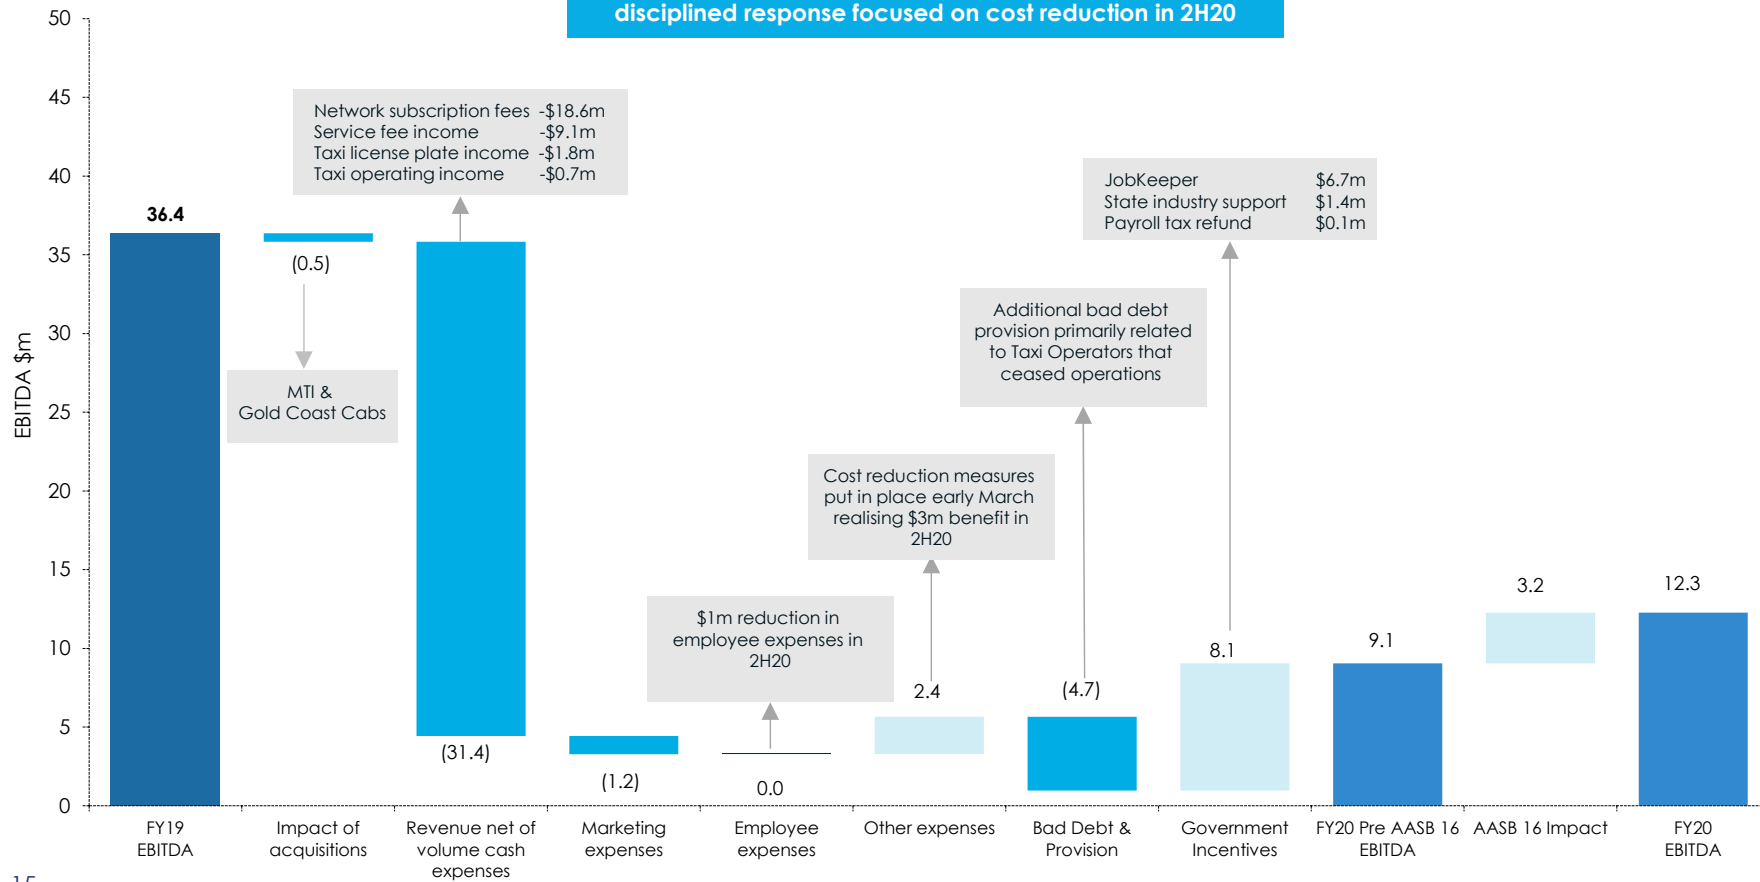 disciplined response focused on cost reduction in 2H20
EBITDA $m
50
45
40
35
30
25
20
15
10
5
0
Network subscription fees -$18.6m
Service fee income -$9.1m
Taxi license plate income -$1.8m
Taxi operating income -$0.7m
JobKeeper $6.7m
State industry support $1.4m
Payroll tax refund $0.1m
Additional bad debt
provision primarily related
to Taxi Operators that
ceased operations
MTI &
Gold Coast Cabs
Cost reduction measures
put in place early March
realising $3m benefit in
2H20
$1m reduction in
employee expenses in
2H20
36.4
(0.5)
(31.4)
(1.2)
0.0
2.4
(4.7)
8.1
9.1
3.2
12.3
FY19
EBITDA
Impact of
acquisitions
Revenue net of
volume cash
expenses
Marketing
expenses
Employee
expenses
Other expenses
Bad Debt &
Provision
Government
Incentives
FY20 Pre AASB 16
EBITDA
AASB 16 Impact
FY20
EBITDA
15